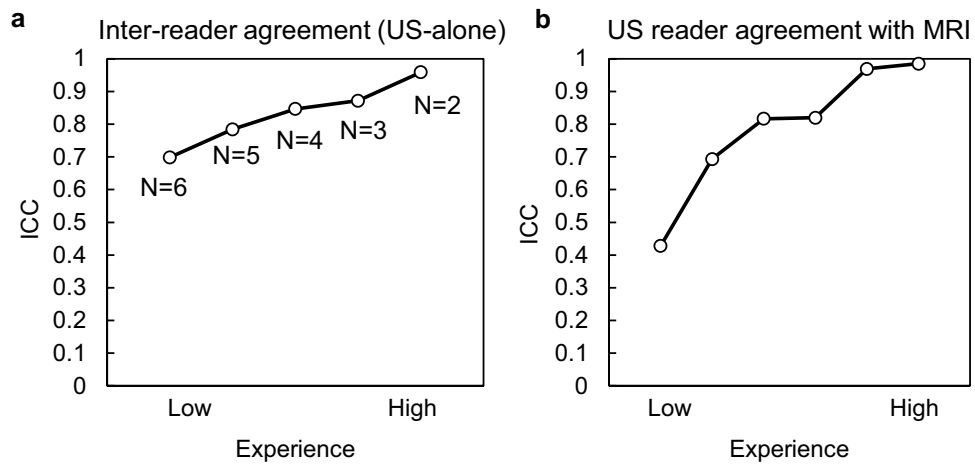 a
Inter-reader agreement (US-alone)
1
0.9
0.8
0.7
0.6
0.5
0.4
0.3
0.2
0.1
0
ICC
N=6
N=5
N=4
N=3
N=2
Low
High
Experience
b
US reader agreement with MRI
1
0.9
0.8
0.7
0.6
0.5
0.4
0.3
0.2
0.1
0
ICC
Low
High
Experience